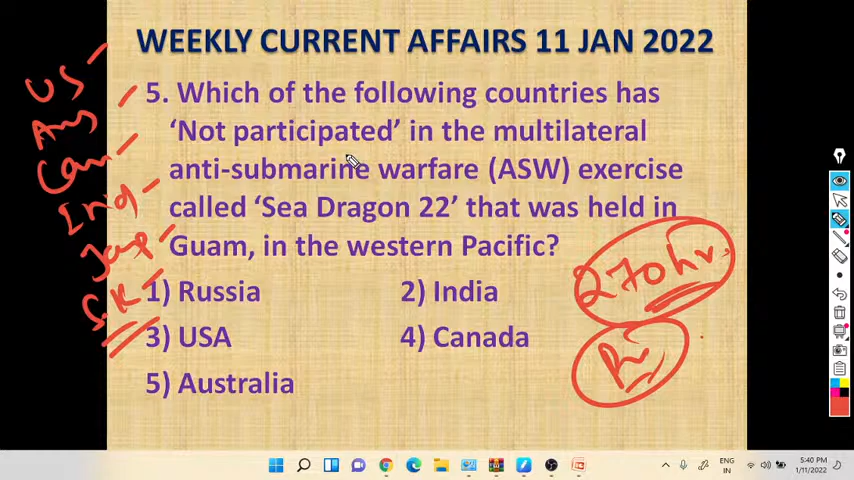 WEEKLY CURRENT AFFAIRS 11 JAN 2022
5. Which of the following countries has
‘Not participated’ in the multilateral
anti-submarine warfare (ASW) exercise
called ‘Sea Dragon 22’ that was held in
Guam, in the western Pacific?
1) Russia 2) India
3) USA 4) Canada
5) Australia
US
Aus
Can
Ind
Jap
S.K
270 hr.
ENG
IN
5:40 PM
1/11/2022